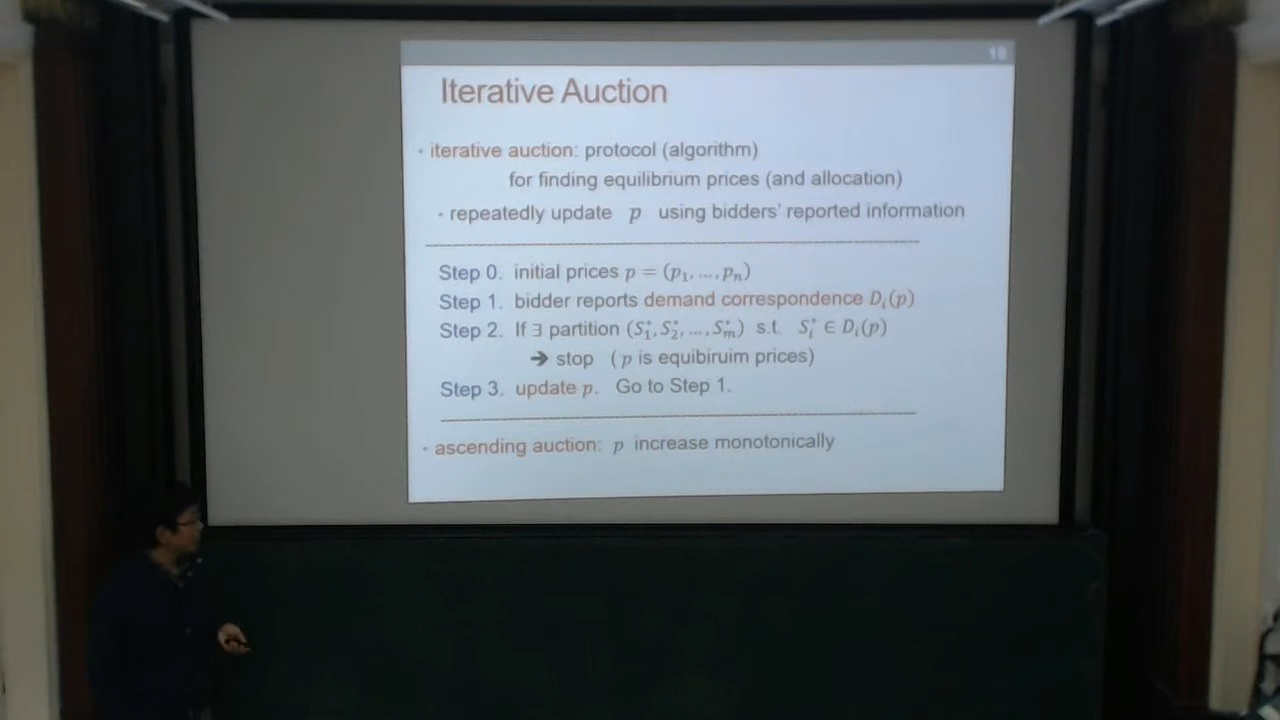 18
Iterative Auction
• iterative auction: protocol (algorithm)
for finding equilibrium prices (and allocation)
• repeatedly update p using bidders' reported information
Step 0. initial prices p = (p₁, ..., pₙ)
Step 1. bidder reports demand correspondence Dᵢ(p)
Step 2. If ∃ partition (S₁*, S₂*, ..., Sₘ*) s.t. Sᵢ* ∈ Dᵢ(p)
➔ stop (p is equibiruim prices)
Step 3. update p. Go to Step 1.
• ascending auction: p increase monotonically